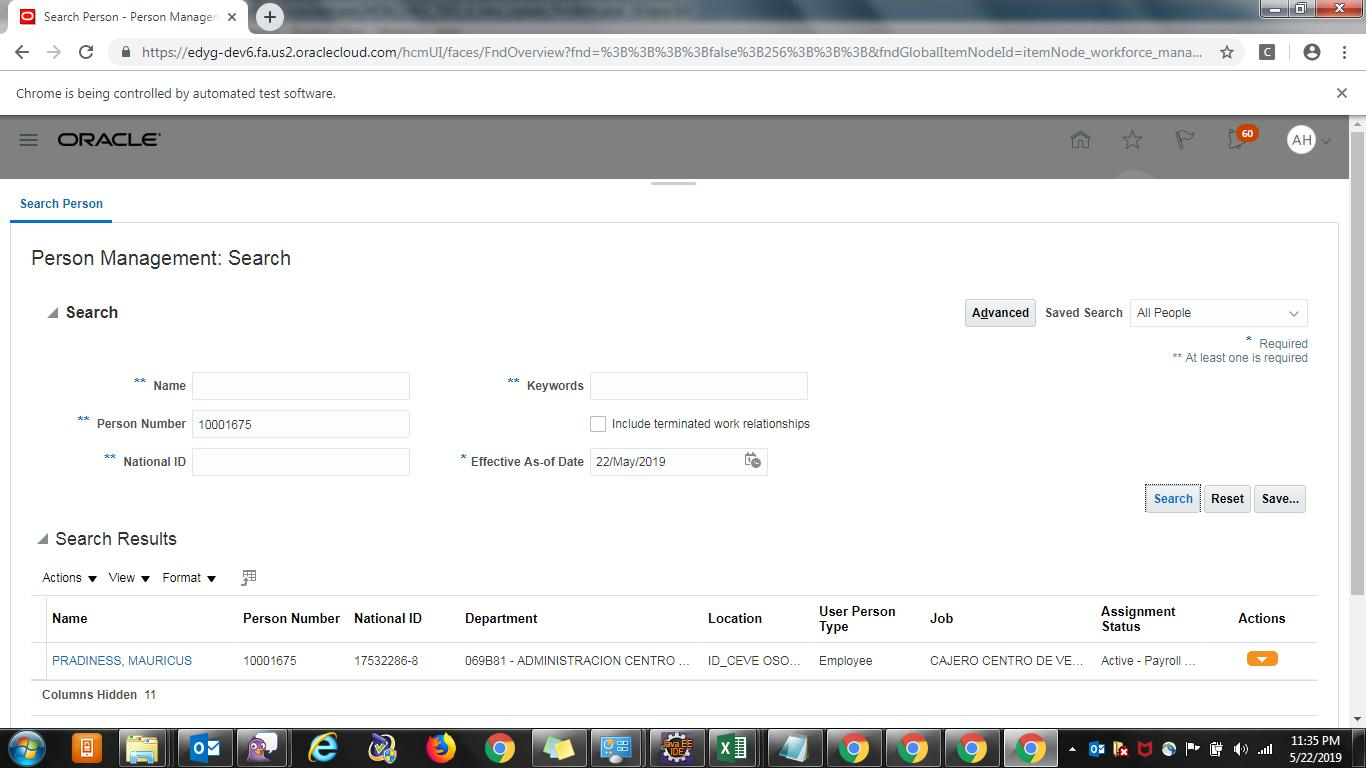 Search Person - Person Managen
https://edyg-dev6.fa.us2.oraclecloud.com/hcmUI/faces/FndOverview?fnd=%3B%3B%3B%3Bfalse%3B256%3B%3B%3B&fndGlobalItemNodeId=itemNode_workforce_mana...
C
Chrome is being controlled by automated test software.
ORACLE
60
AH
Search Person
Person Management: Search
Search
Advanced Saved Search All People
* Required
** At least one is required
** Name
** Keywords
** Person Number 10001675
Include terminated work relationships
** National ID
* Effective As-of Date 22/May/2019
Search Reset Save...
Search Results
Actions View Format
Name Person Number National ID Department Location User Person Type Job Assignment Status Actions
PRADINESS, MAURICUS 10001675 17532286-8 069B81 - ADMINISTRACION CENTRO ... ID_CEVE OSO... Employee CAJERO CENTRO DE VE... Active - Payroll ...
Columns Hidden 11
Java EE
IDE
11:35 PM
5/22/2019